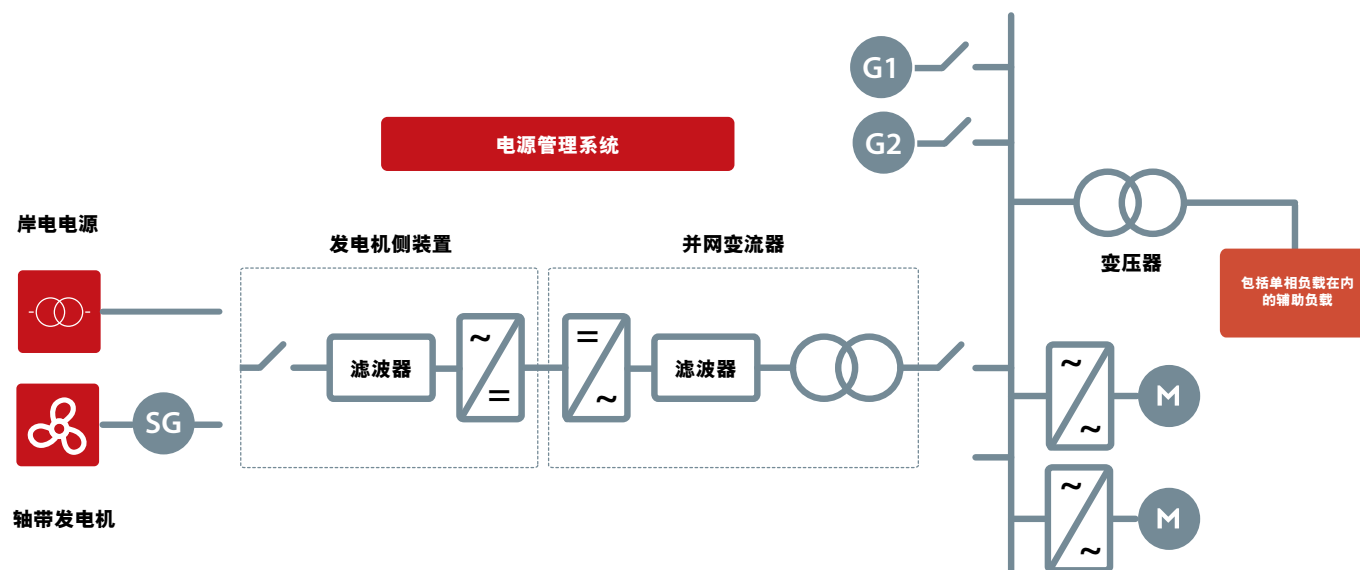 G1
G2
电源管理系统
岸电电源
发电机侧装置
并网变流器
变压器
包括单相负载在内
的辅助负载
~
=
滤波器
~
=
=
~
滤波器
M
~
SG
~
M
~
轴带发电机